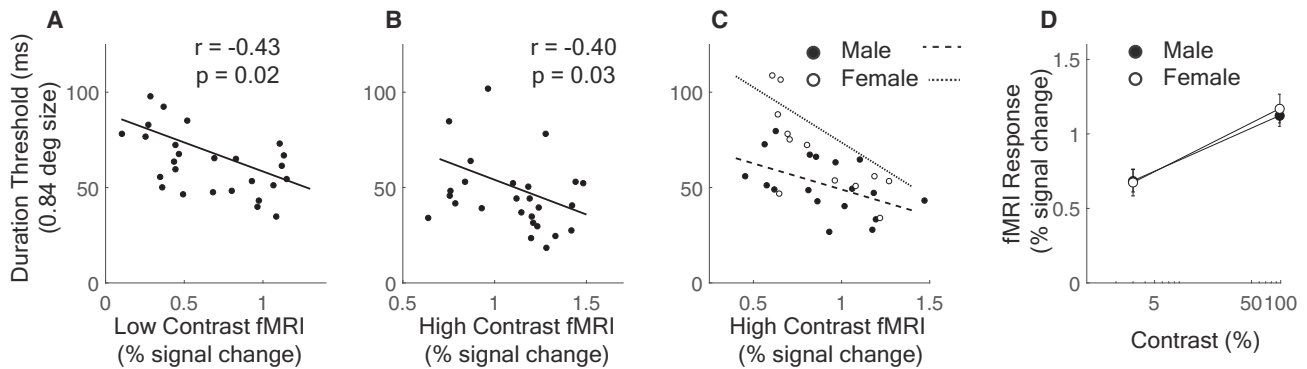 A
r = -0.43
p = 0.02
Duration Threshold (ms)
(0.84 deg size)
100
50
0
0
0.5
1
Low Contrast fMRI
(% signal change)
B
r = -0.40
p = 0.03
100
50
0
0.5
1
1.5
High Contrast fMRI
(% signal change)
C
Male
Female
100
50
0
0.5
1
1.5
High Contrast fMRI
(% signal change)
D
Male
Female
fMRI Response
(% signal change)
1.5
1
0.5
0
5
50
100
Contrast (%)